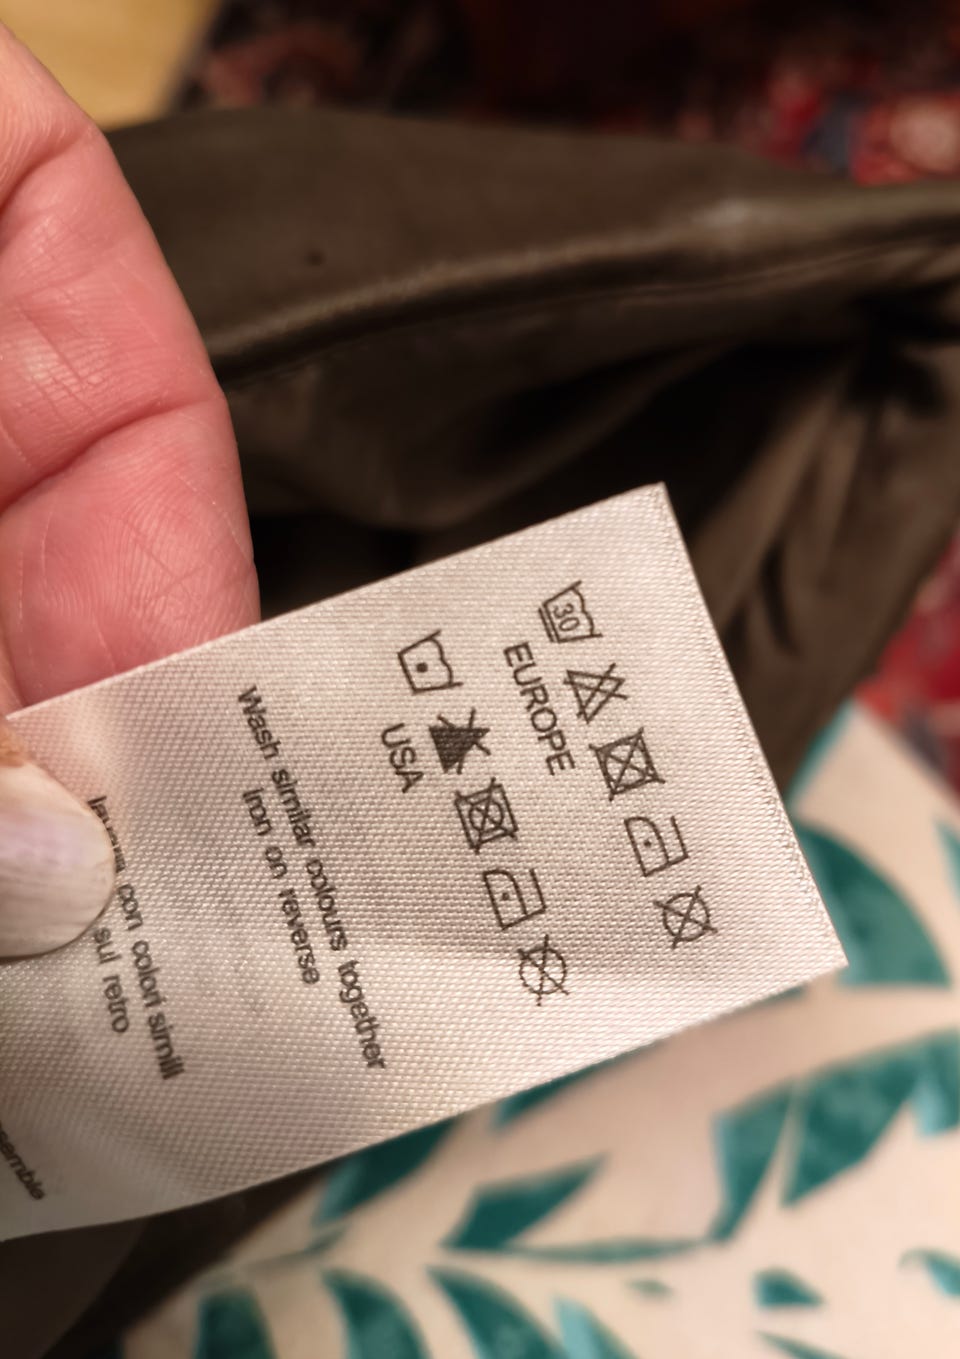 30
EUROPE
USA
Wash similar colours together
iron on reverse
con colori simili
sul retro